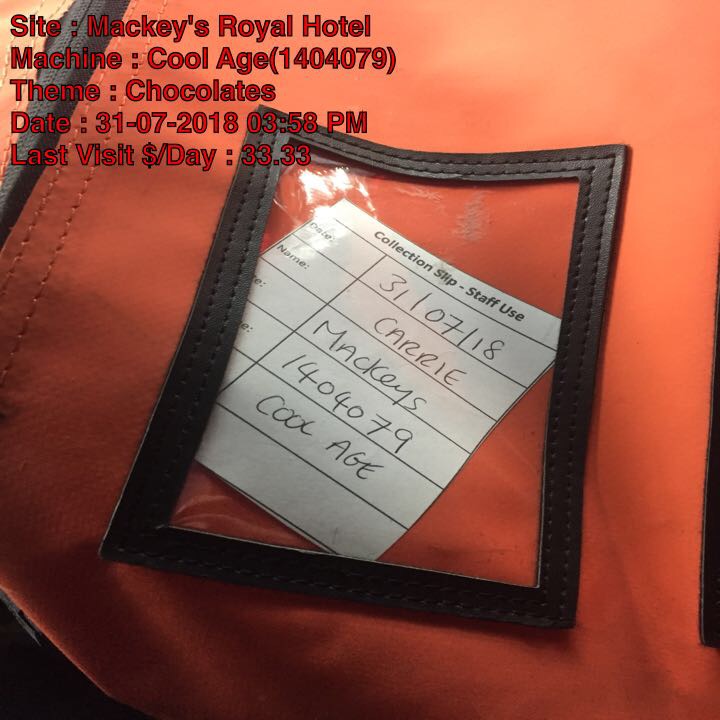 Site : Mackey's Royal Hotel
Machine : Cool Age(1404079)
Theme : Chocolates
Date : 31-07-2018 03:58 PM
Last Visit $/Day : 33.33
Collection Slip - Staff Use
Date: 31/07/18
Name: CARRIE
e: Mackeys
e: 1404079
COOL AGE